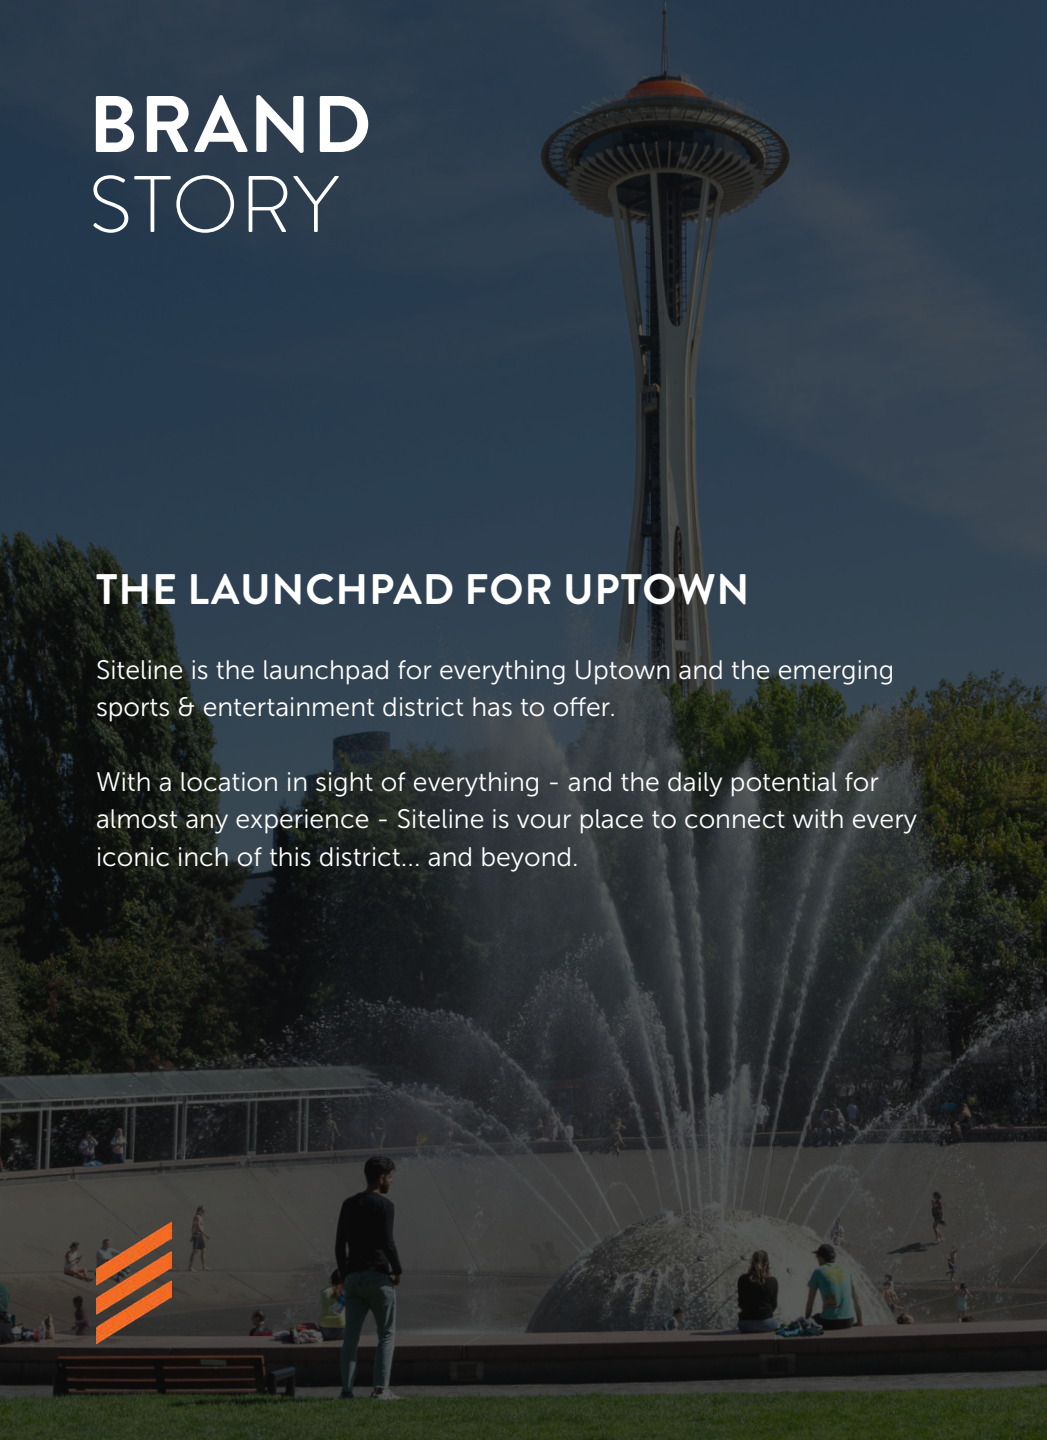 BRAND
STORY
THE LAUNCHPAD FOR UPTOWN
Siteline is the launchpad for everything Uptown and the emerging
sports & entertainment district has to offer.
With a location in sight of everything - and the daily potential for
almost any experience - Siteline is vour place to connect with every
iconic inch of this district... and beyond.